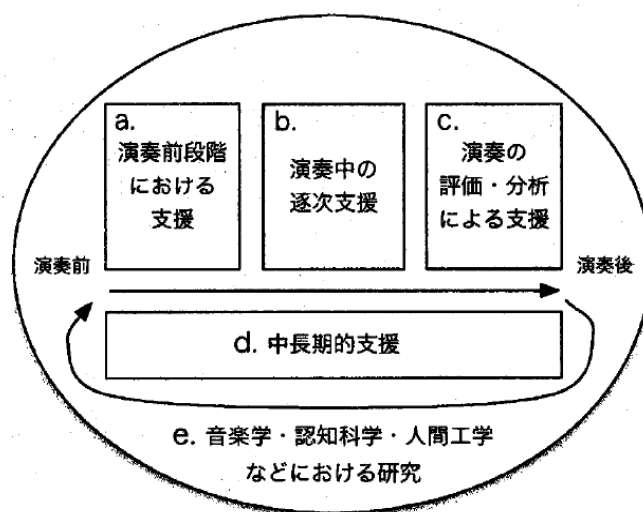 a.
演奏前段階
における
支援
b.
演奏中の
逐次支援
c.
演奏の
評価・分析
による支援
演奏前
演奏後
d. 中長期的支援
e. 音楽学・認知科学・人間工学
などにおける研究